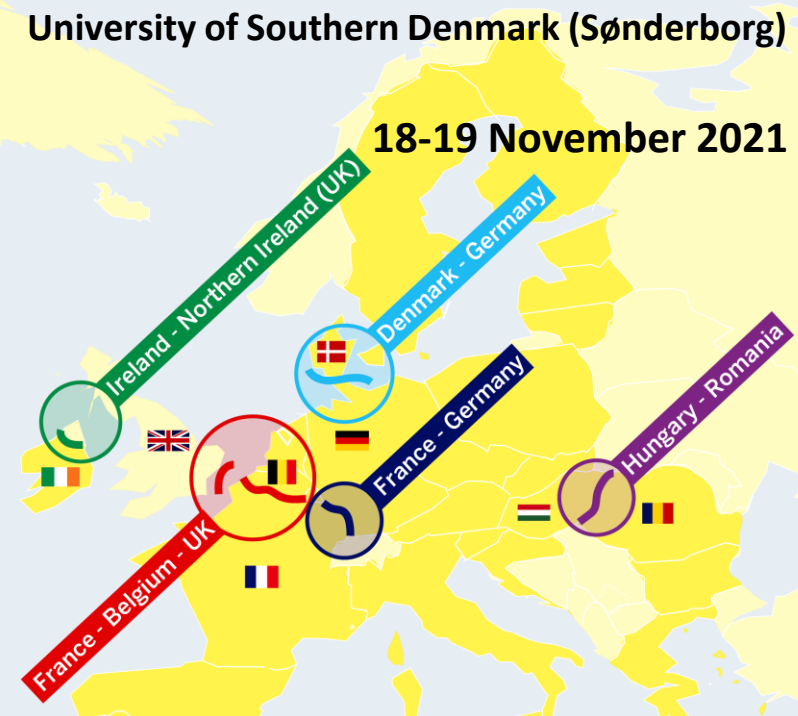 University of Southern Denmark (Sønderborg)
18-19 November 2021
Ireland - Northern Ireland (UK)
Denmark - Germany
France - Germany
Hungary - Romania
France - Belgium - UK